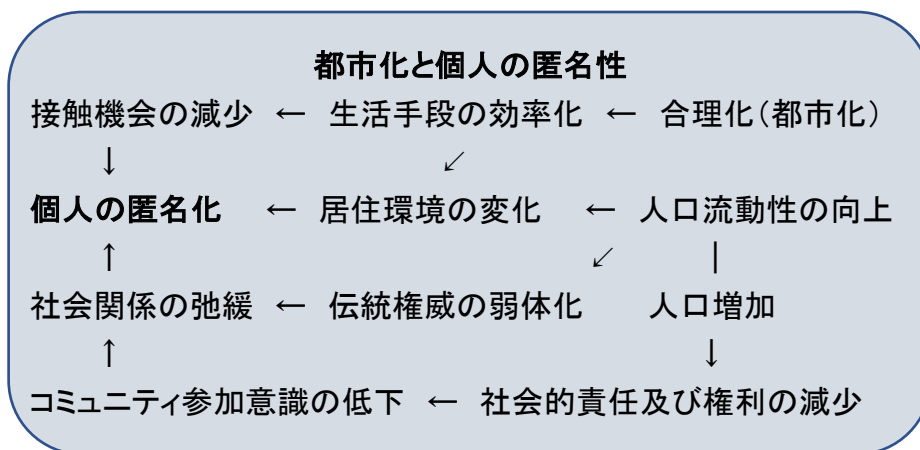 都市化と個人の匿名性
接触機会の減少 ← 生活手段の効率化 ← 合理化(都市化)
↓ ↙
個人の匿名化 ← 居住環境の変化 ← 人口流動性の向上
↑ ↙ |
社会関係の弛緩 ← 伝統権威の弱体化 人口増加
↑ ↓
コミュニティ参加意識の低下 ← 社会的責任及び権利の減少